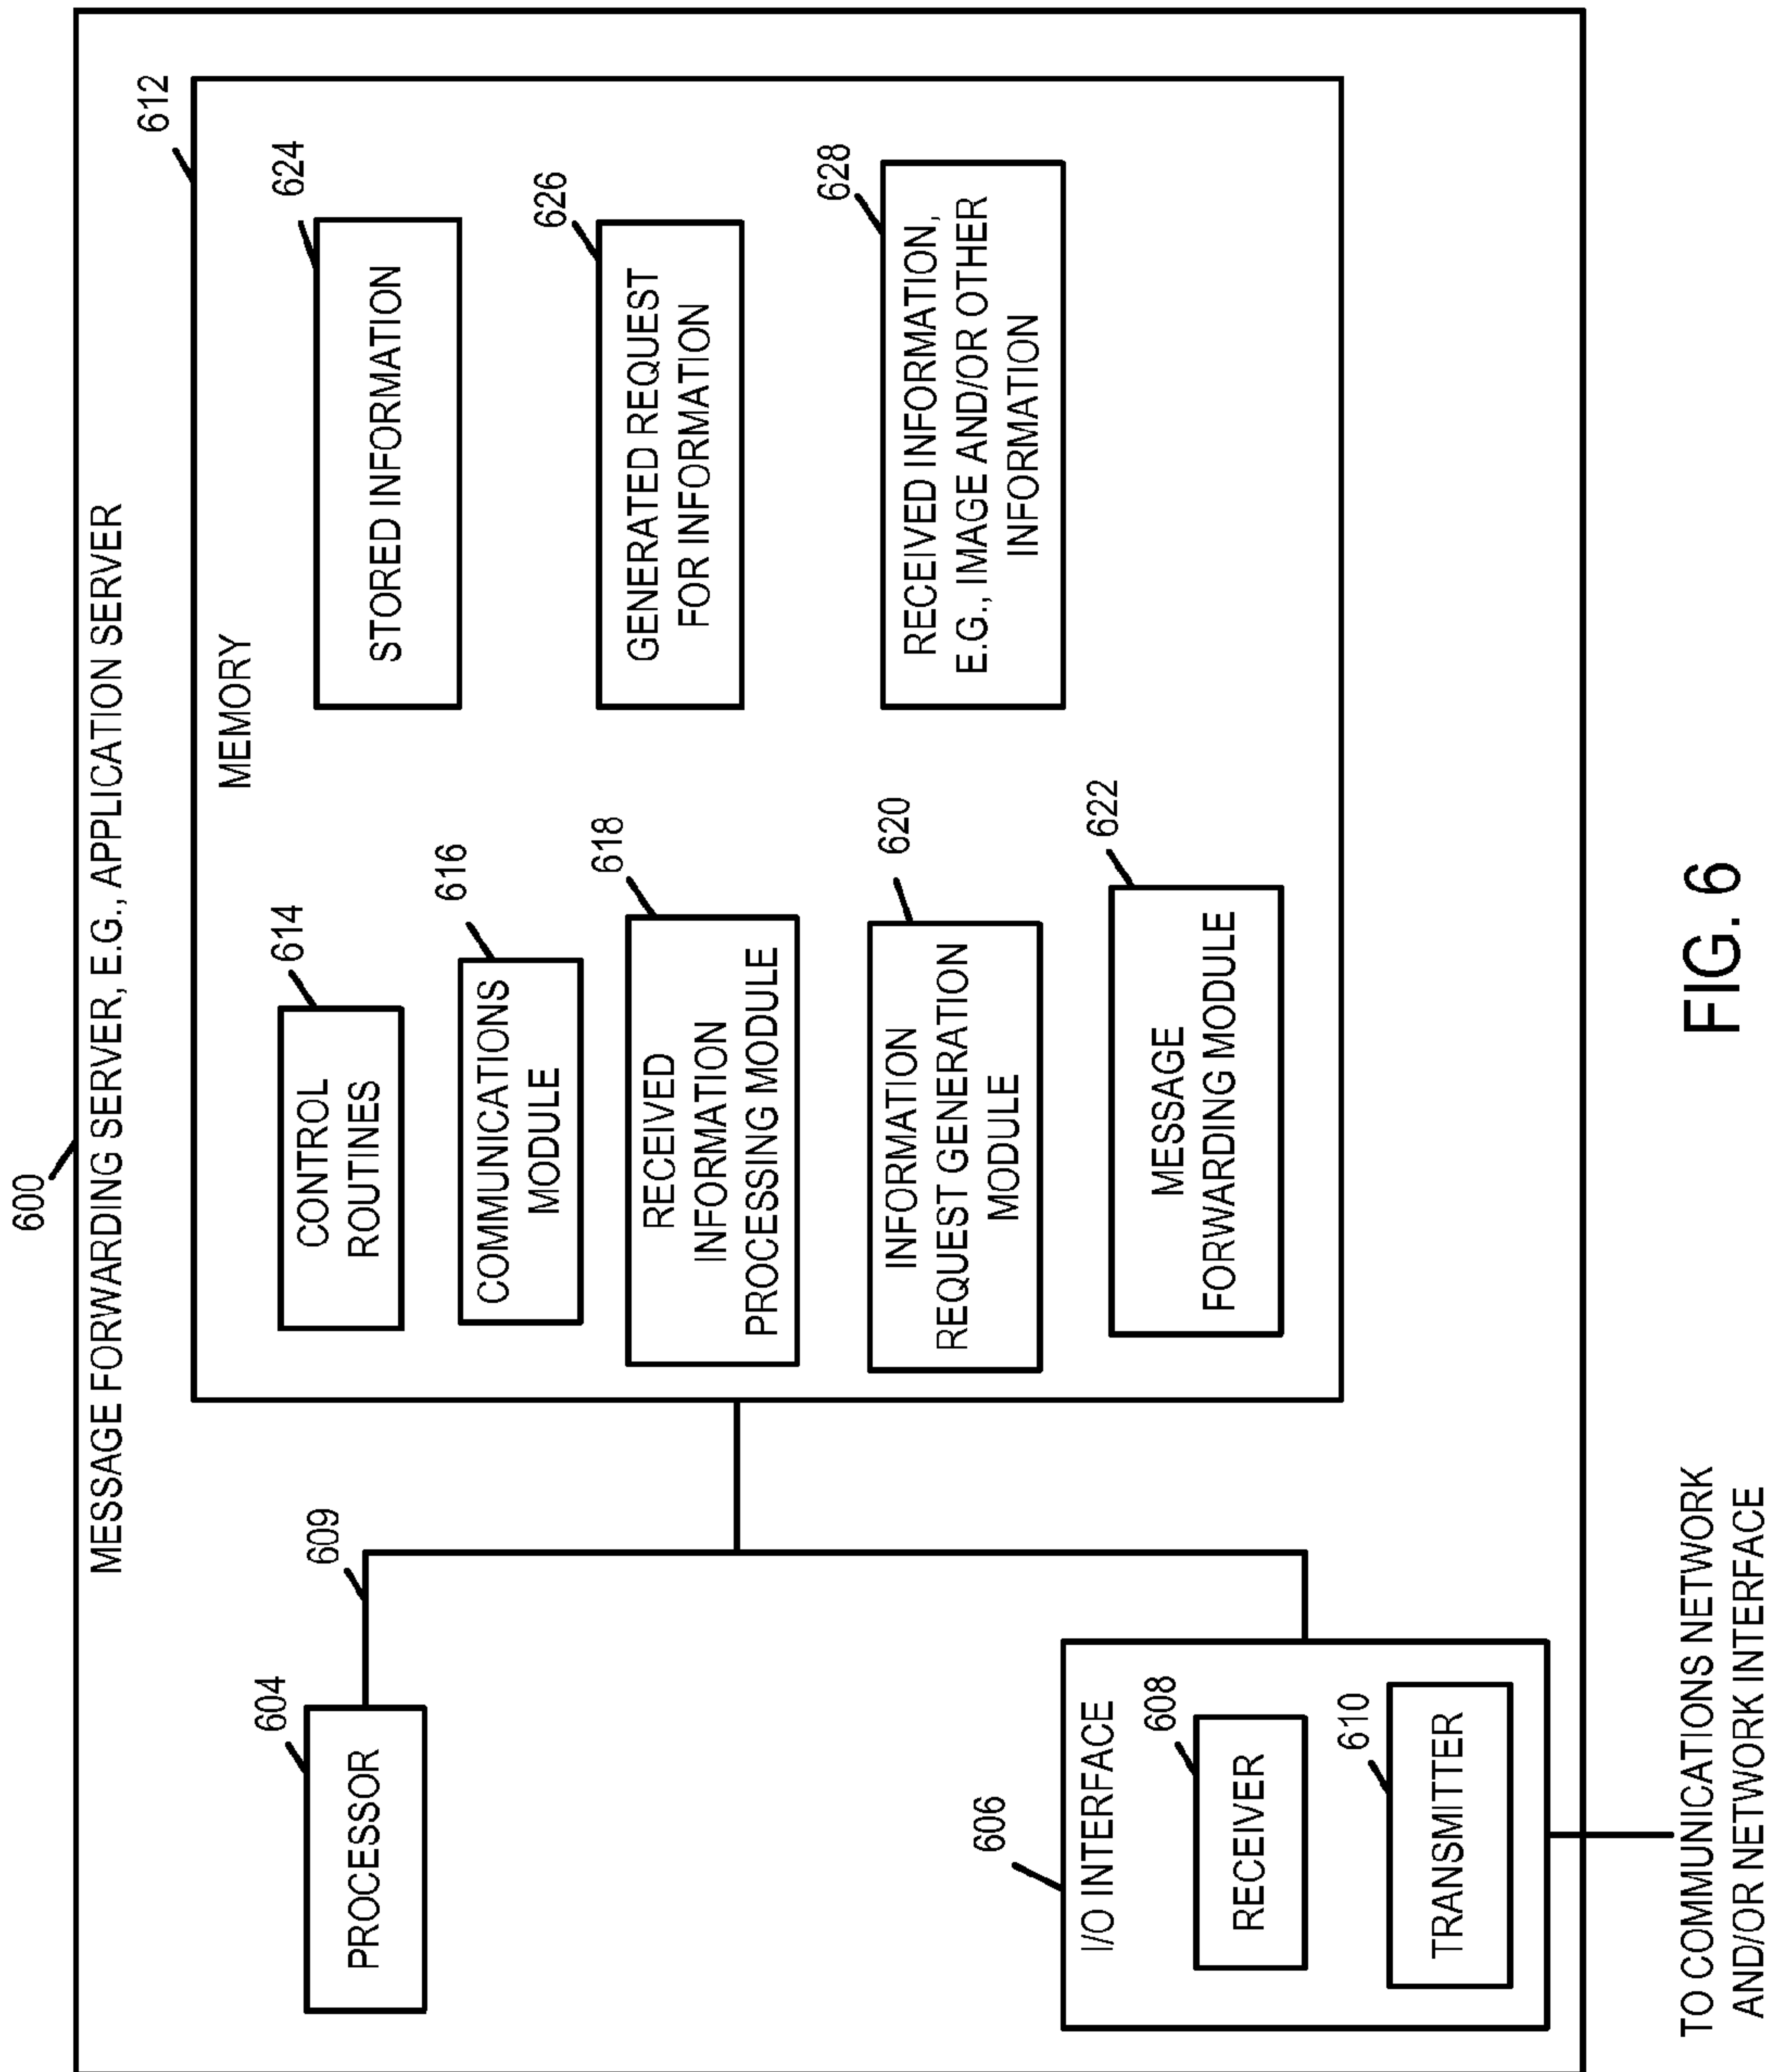 600
MESSAGE FORWARDING SERVER, E.G., APPLICATION SERVER
612
MEMORY
604
PROCESSOR
609
606
I/O INTERFACE
608
RECEIVER
610
TRANSMITTER
614
CONTROL
ROUTINES
616
COMMUNICATIONS
MODULE
618
RECEIVED
INFORMATION
PROCESSING MODULE
620
INFORMATION
REQUEST GENERATION
MODULE
622
MESSAGE
FORWARDING MODULE
624
STORED INFORMATION
626
GENERATED REQUEST
FOR INFORMATION
628
RECEIVED INFORMATION,
E.G., IMAGE AND/OR OTHER
INFORMATION
TO COMMUNICATIONS NETWORK
AND/OR NETWORK INTERFACE
FIG. 6